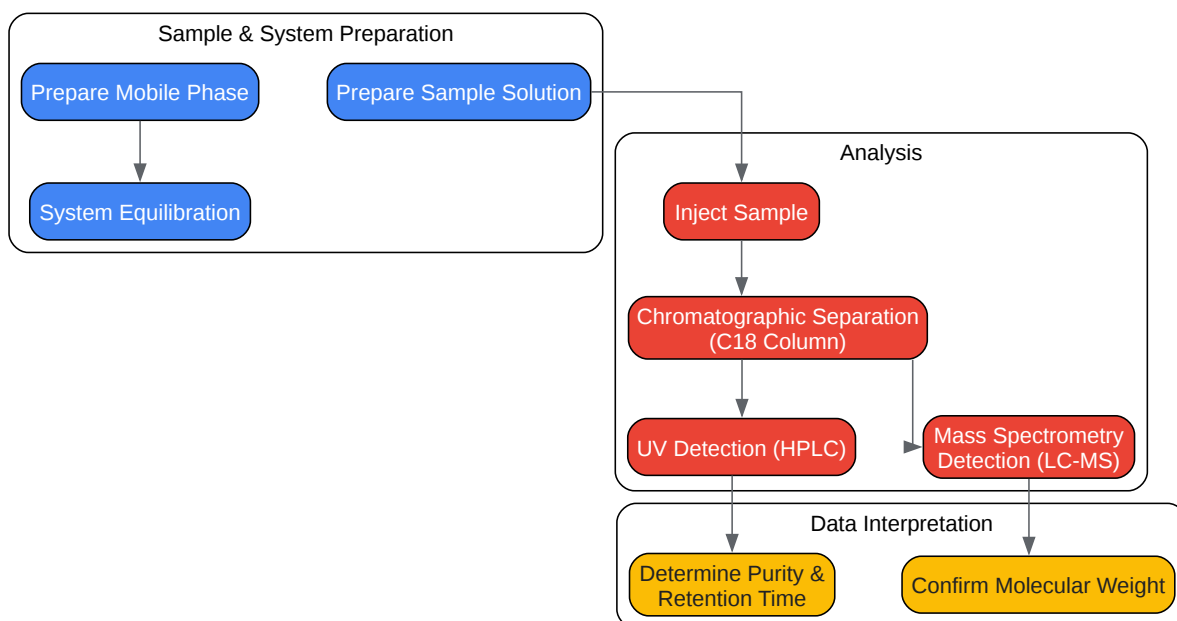 Sample & System Preparation
Prepare Mobile Phase
Prepare Sample Solution
System Equilibration
Analysis
Inject Sample
Chromatographic Separation
(C18 Column)
UV Detection (HPLC)
Mass Spectrometry
Detection (LC-MS)
Data Interpretation
Determine Purity &
Retention Time
Confirm Molecular Weight